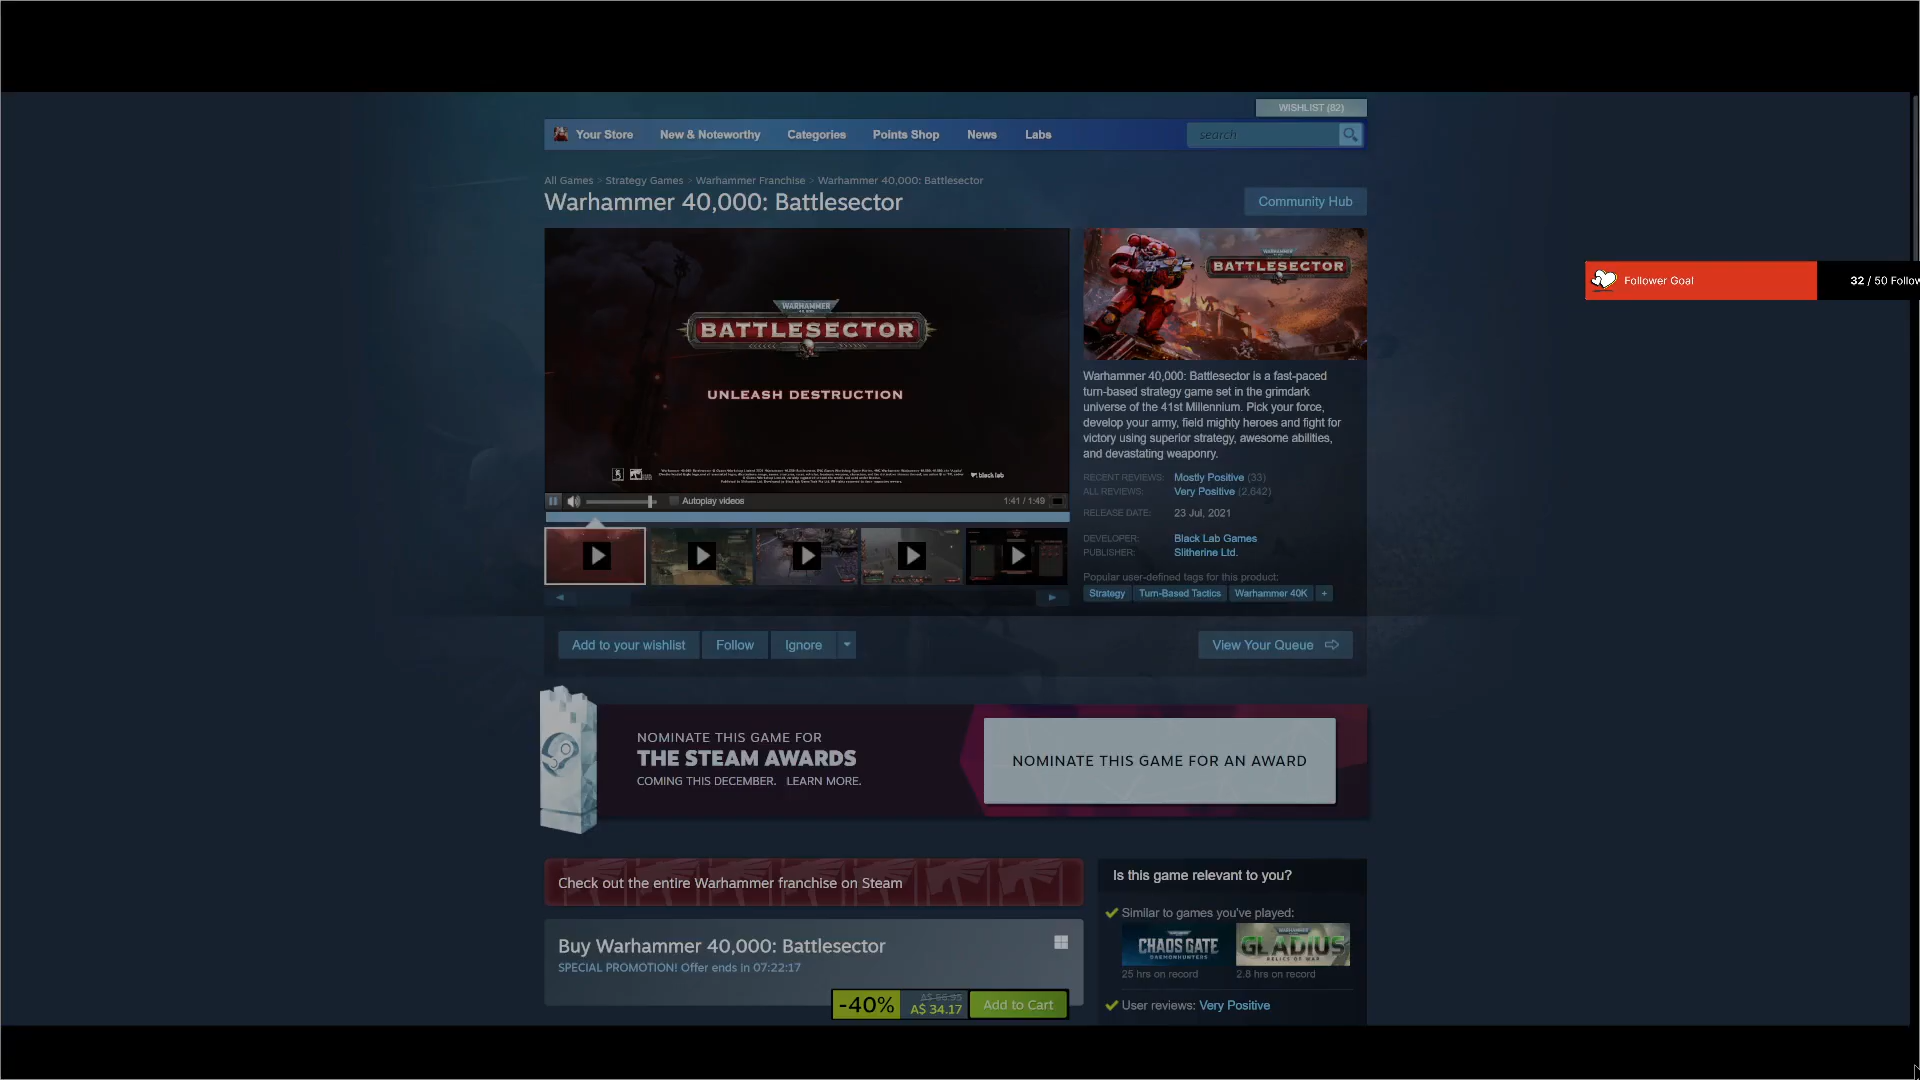 WISHLIST (82)
Your Store
New & Noteworthy
Categories
Points Shop
News
Labs
search
All Games > Strategy Games > Warhammer Franchise > Warhammer 40,000: Battlesector
Warhammer 40,000: Battlesector
Community Hub
WARHAMMER
BATTLESECTOR
UNLEASH DESTRUCTION
black lab
Autoplay videos
1:41 / 1:49
WARHAMMER
BATTLESECTOR
Warhammer 40,000: Battlesector is a fast-paced
turn-based strategy game set in the grimdark
universe of the 41st Millennium. Pick your force,
develop your army, field mighty heroes and fight for
victory using superior strategy, awesome abilities,
and devastating weaponry.
RECENT REVIEWS: Mostly Positive (33)
ALL REVIEWS: Very Positive (2,642)
RELEASE DATE: 23 Jul, 2021
DEVELOPER: Black Lab Games
PUBLISHER: Slitherine Ltd.
Popular user-defined tags for this product:
Strategy
Turn-Based Tactics
Warhammer 40K
+
Follower Goal
32 / 50 Follow
Add to your wishlist
Follow
Ignore
View Your Queue
NOMINATE THIS GAME FOR
THE STEAM AWARDS
COMING THIS DECEMBER. LEARN MORE.
NOMINATE THIS GAME FOR AN AWARD
Check out the entire Warhammer franchise on Steam
Buy Warhammer 40,000: Battlesector
SPECIAL PROMOTION! Offer ends in 07:22:17
-40%
A$ 56.95
A$ 34.17
Add to Cart
Is this game relevant to you?
Similar to games you've played:
CHAOS GATE
DAEMONHUNTERS
GLADIUS
RELICS OF WAR
25 hrs on record
2.8 hrs on record
User reviews: Very Positive